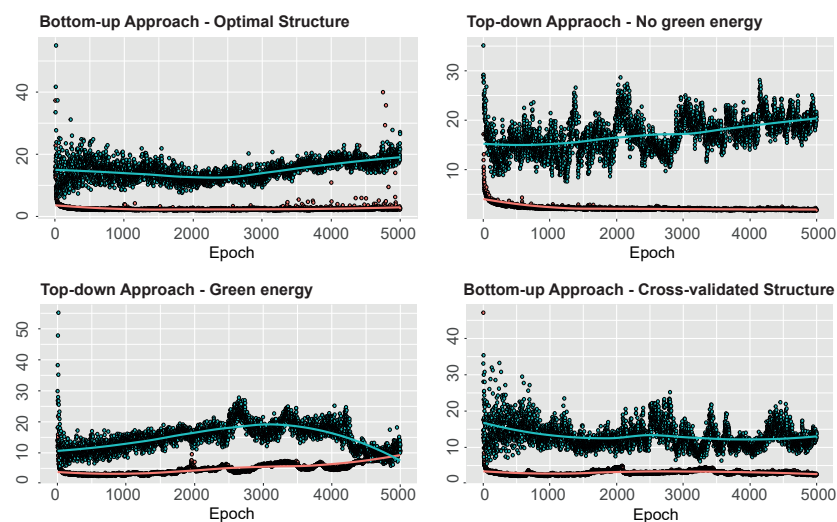 Bottom-up Approach - Optimal Structure
40
20
0
0 1000 2000 3000 4000 5000
Epoch
Top-down Appraoch - No green energy
30
20
10
0 1000 2000 3000 4000 5000
Epoch
Top-down Approach - Green energy
50
40
30
20
10
0
0 1000 2000 3000 4000 5000
Epoch
Bottom-up Approach - Cross-validated Structure
40
30
20
10
0
0 1000 2000 3000 4000 5000
Epoch